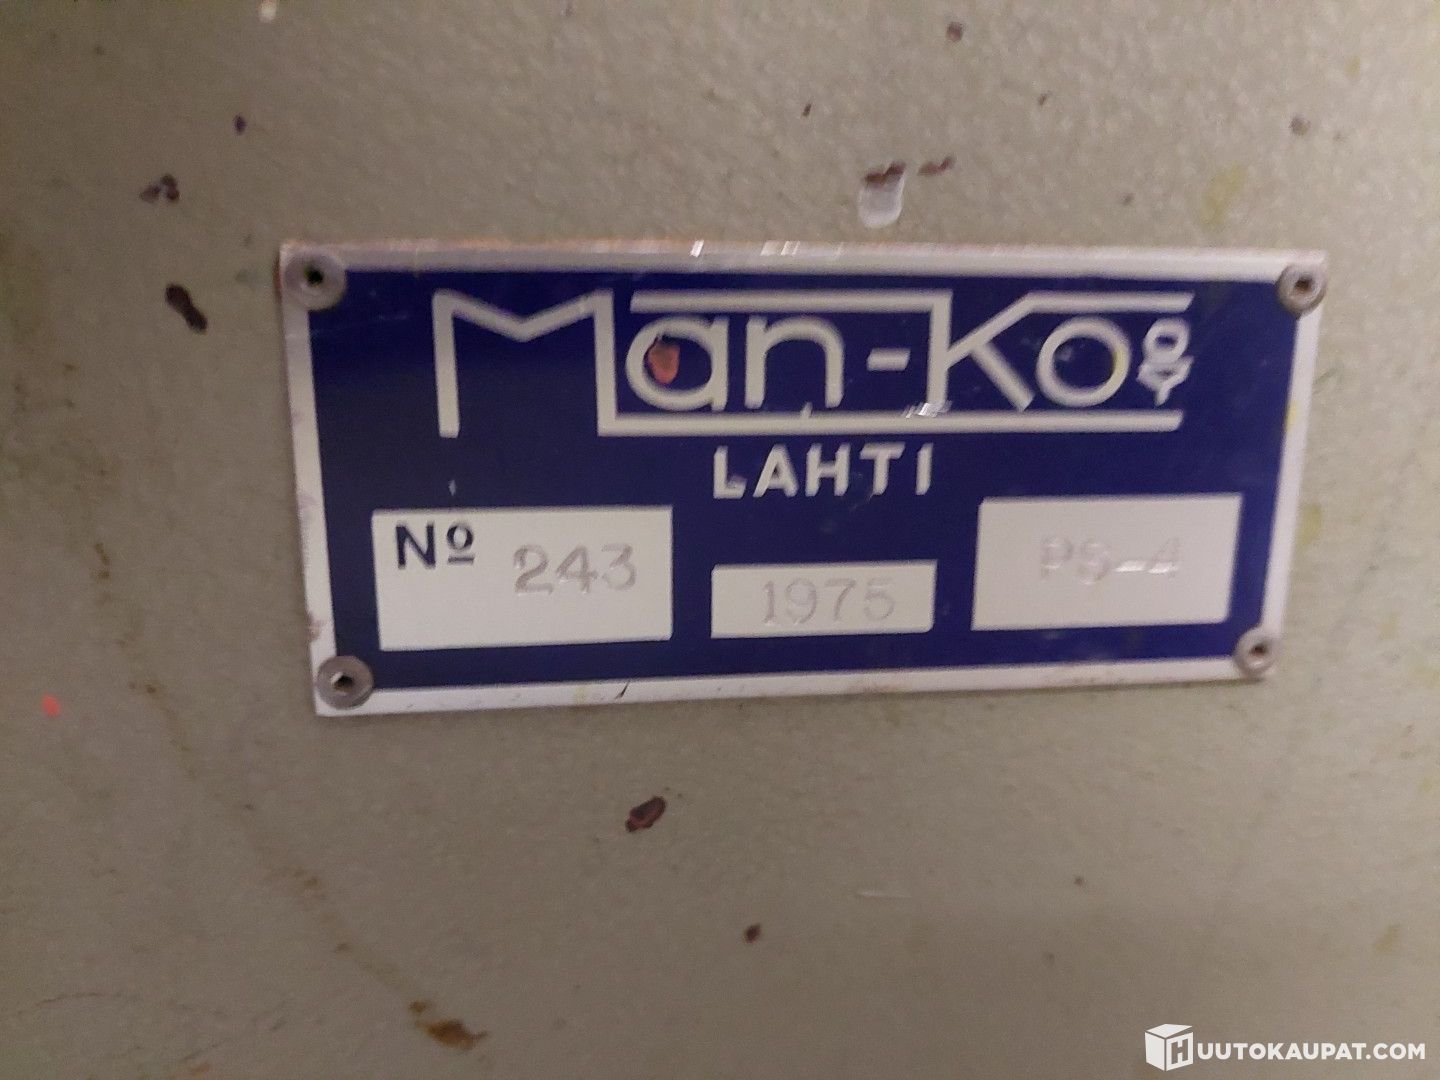 Man-Ko OY
LAHTI
Nº 243
1975
PS-4
HUUTOKAUPAT.COM